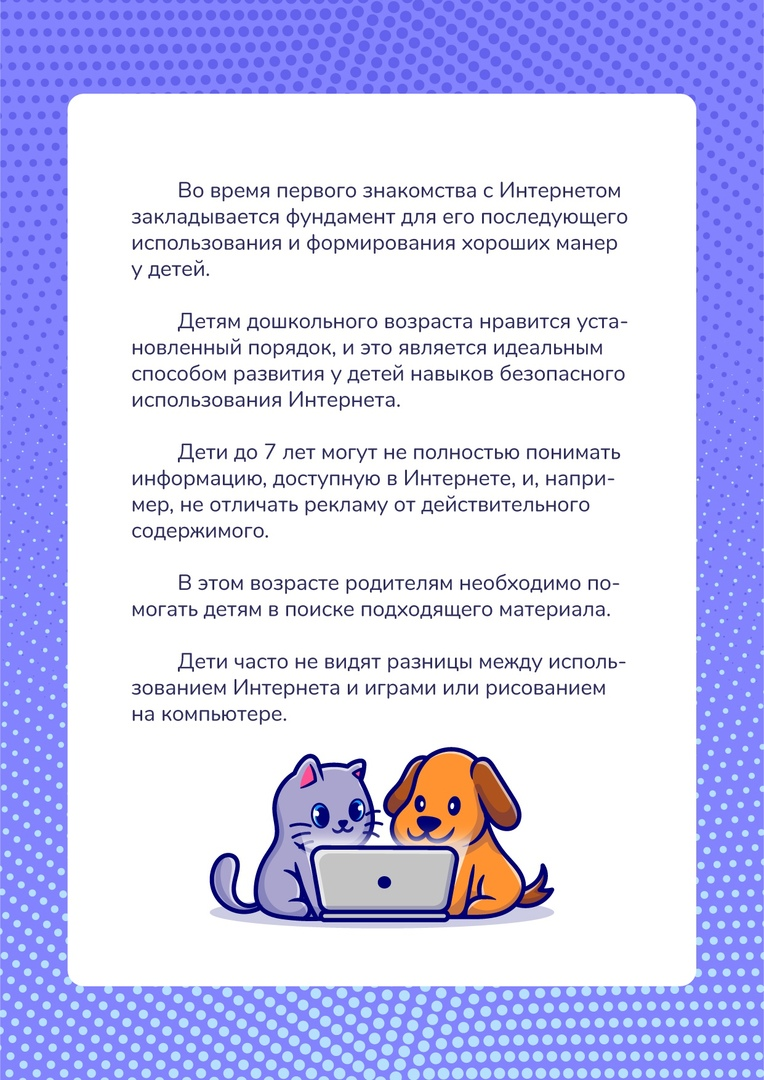 Во время первого знакомства с Интернетом
закладывается фундамент для его последующего
использования и формирования хороших манер
у детей.
Детям дошкольного возраста нравится уста-
новленный порядок, и это является идеальным
способом развития у детей навыков безопасного
использования Интернета.
Дети до 7 лет могут не полностью понимать
информацию, доступную в Интернете, и, напри-
мер, не отличать рекламу от действительного
содержимого.
В этом возрасте родителям необходимо по-
могать детям в поиске подходящего материала.
Дети часто не видят разницы между исполь-
зованием Интернета и играми или рисованием
на компьютере.